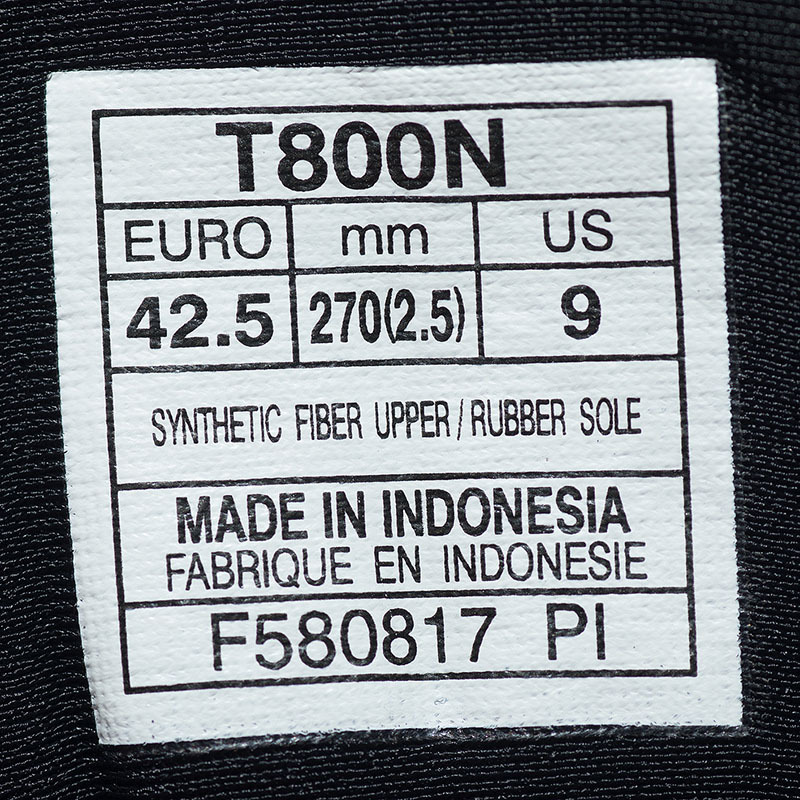 T800N
EURO mm US
42.5 270(2.5) 9
SYNTHETIC FIBER UPPER / RUBBER SOLE
MADE IN INDONESIA
FABRIQUE EN INDONESIE
F580817 PI